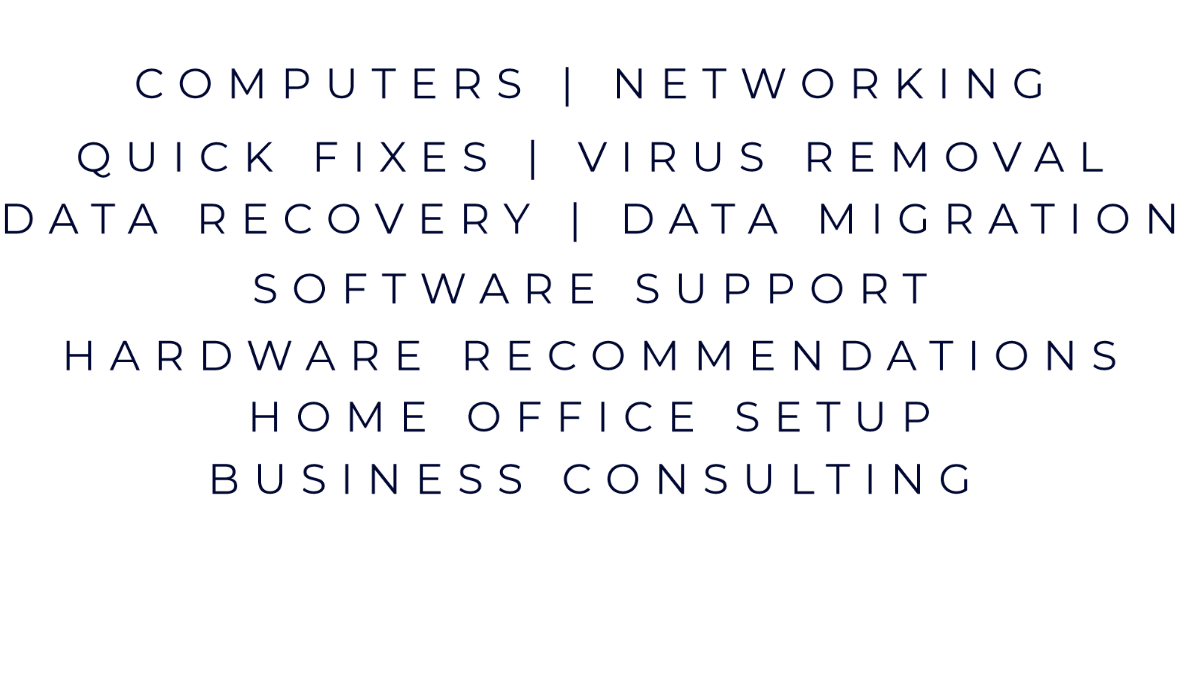 COMPUTERS | NETWORKING
QUICK FIXES | VIRUS REMOVAL
DATA RECOVERY | DATA MIGRATION
SOFTWARE SUPPORT
HARDWARE RECOMMENDATIONS
HOME OFFICE SETUP
BUSINESS CONSULTING